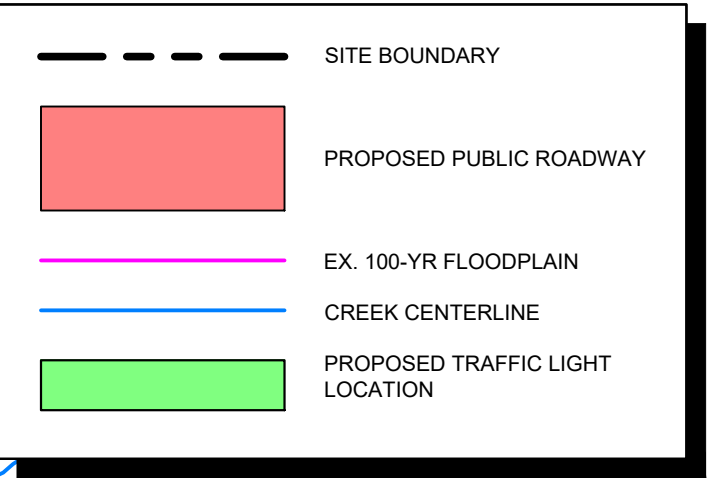 SITE BOUNDARY
PROPOSED PUBLIC ROADWAY
EX. 100-YR FLOODPLAIN
CREEK CENTERLINE
PROPOSED TRAFFIC LIGHT
LOCATION